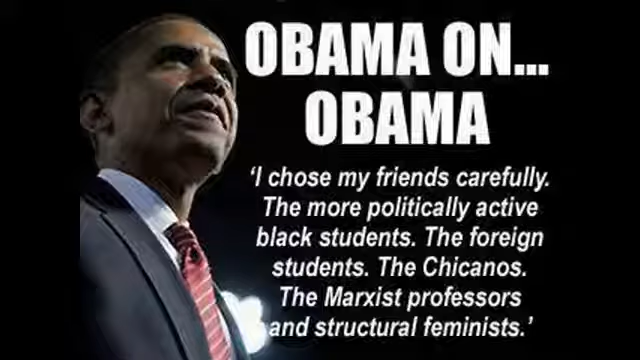 OBAMA ON...
OBAMA
'I chose my friends carefully.
The more politically active
black students. The foreign
students. The Chicanos.
The Marxist professors
and structural feminists.'